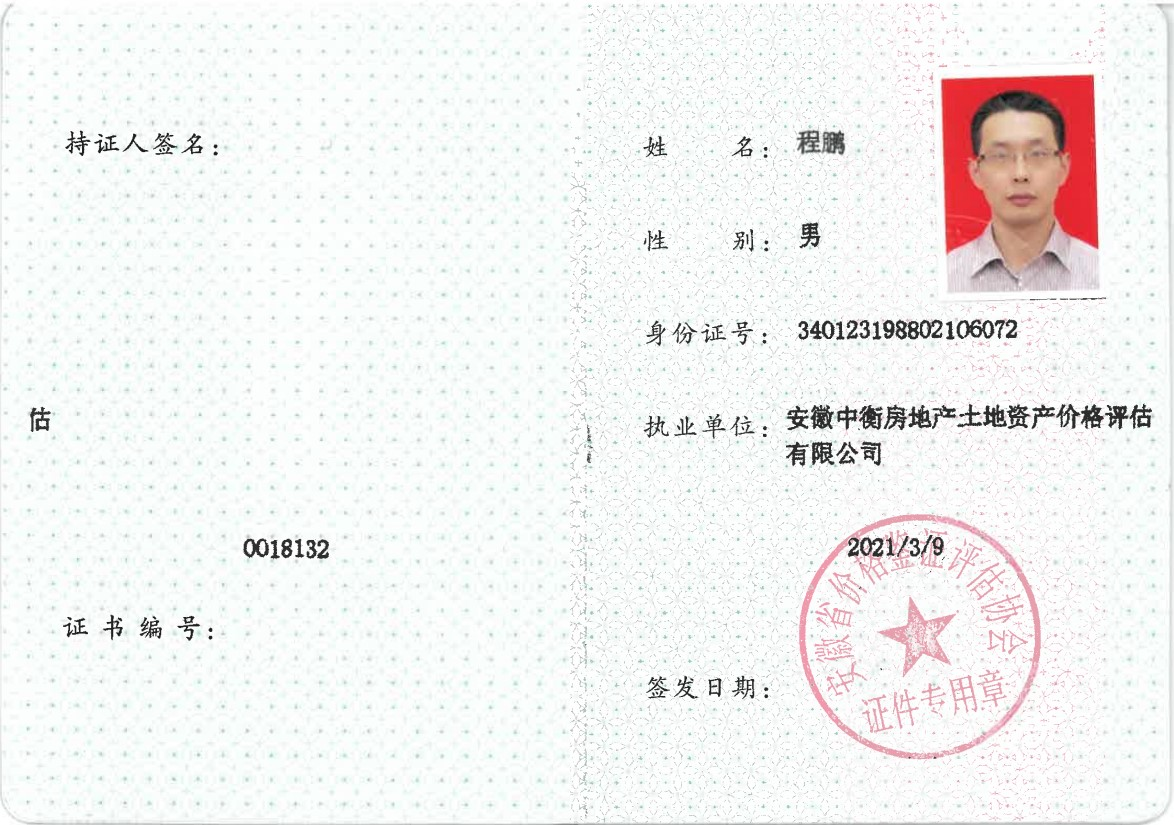 持证人签名：
估
0018132
证书编号：
姓 名：程鹏
性 别：男
身份证号：340123198802106072
执业单位：安徽中衡房地产土地资产价格评估
有限公司
2021/3/9
签发日期：
安徽省价格鉴证评估协会
证件专用章